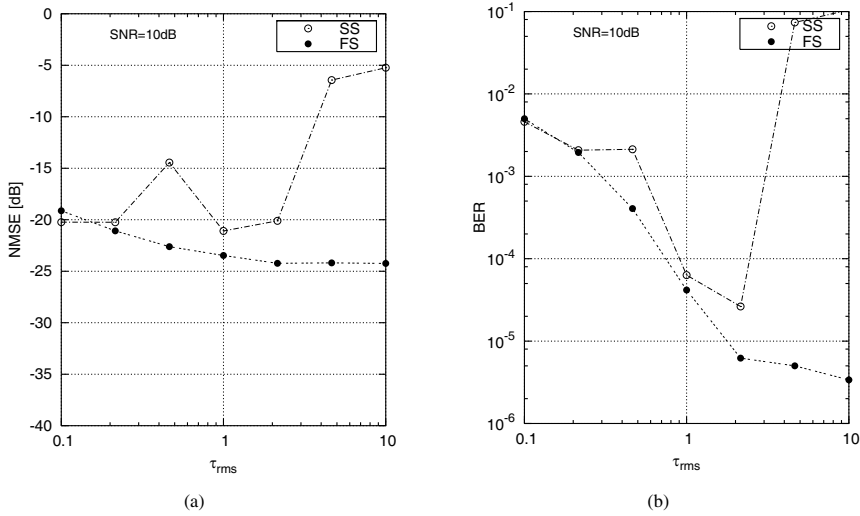 0
-5
-10
-15
-20
-25
-30
-35
-40
NMSE [dB]
SNR=10dB
SS
FS
0.1 1 10
τrms
(a)
10-1
10-2
10-3
10-4
10-5
10-6
BER
SNR=10dB
SS
FS
0.1 1 10
τrms
(b)